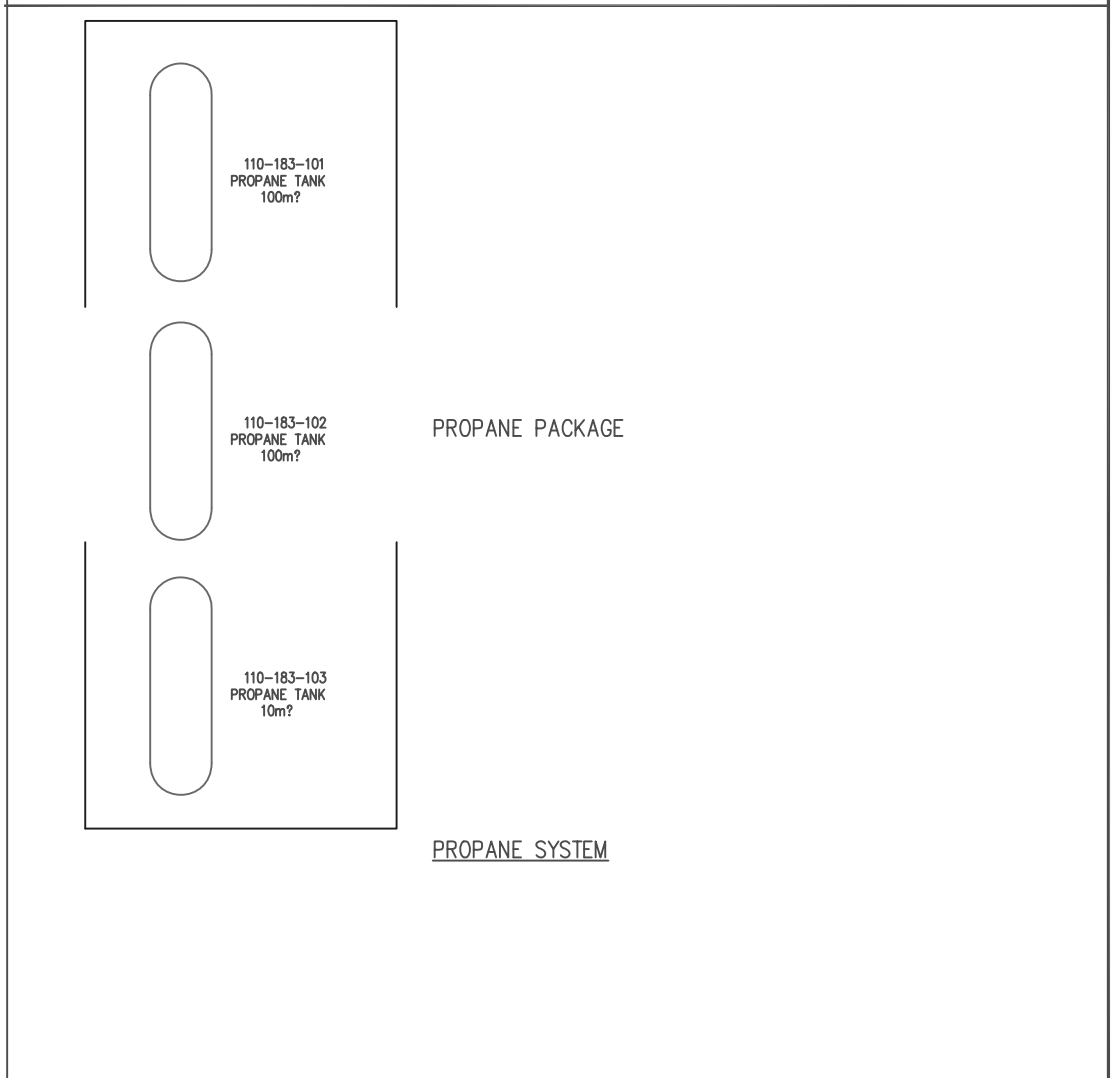 110-183-101
PROPANE TANK
100m?
110-183-102
PROPANE TANK
100m?
PROPANE PACKAGE
110-183-103
PROPANE TANK
10m?
PROPANE SYSTEM